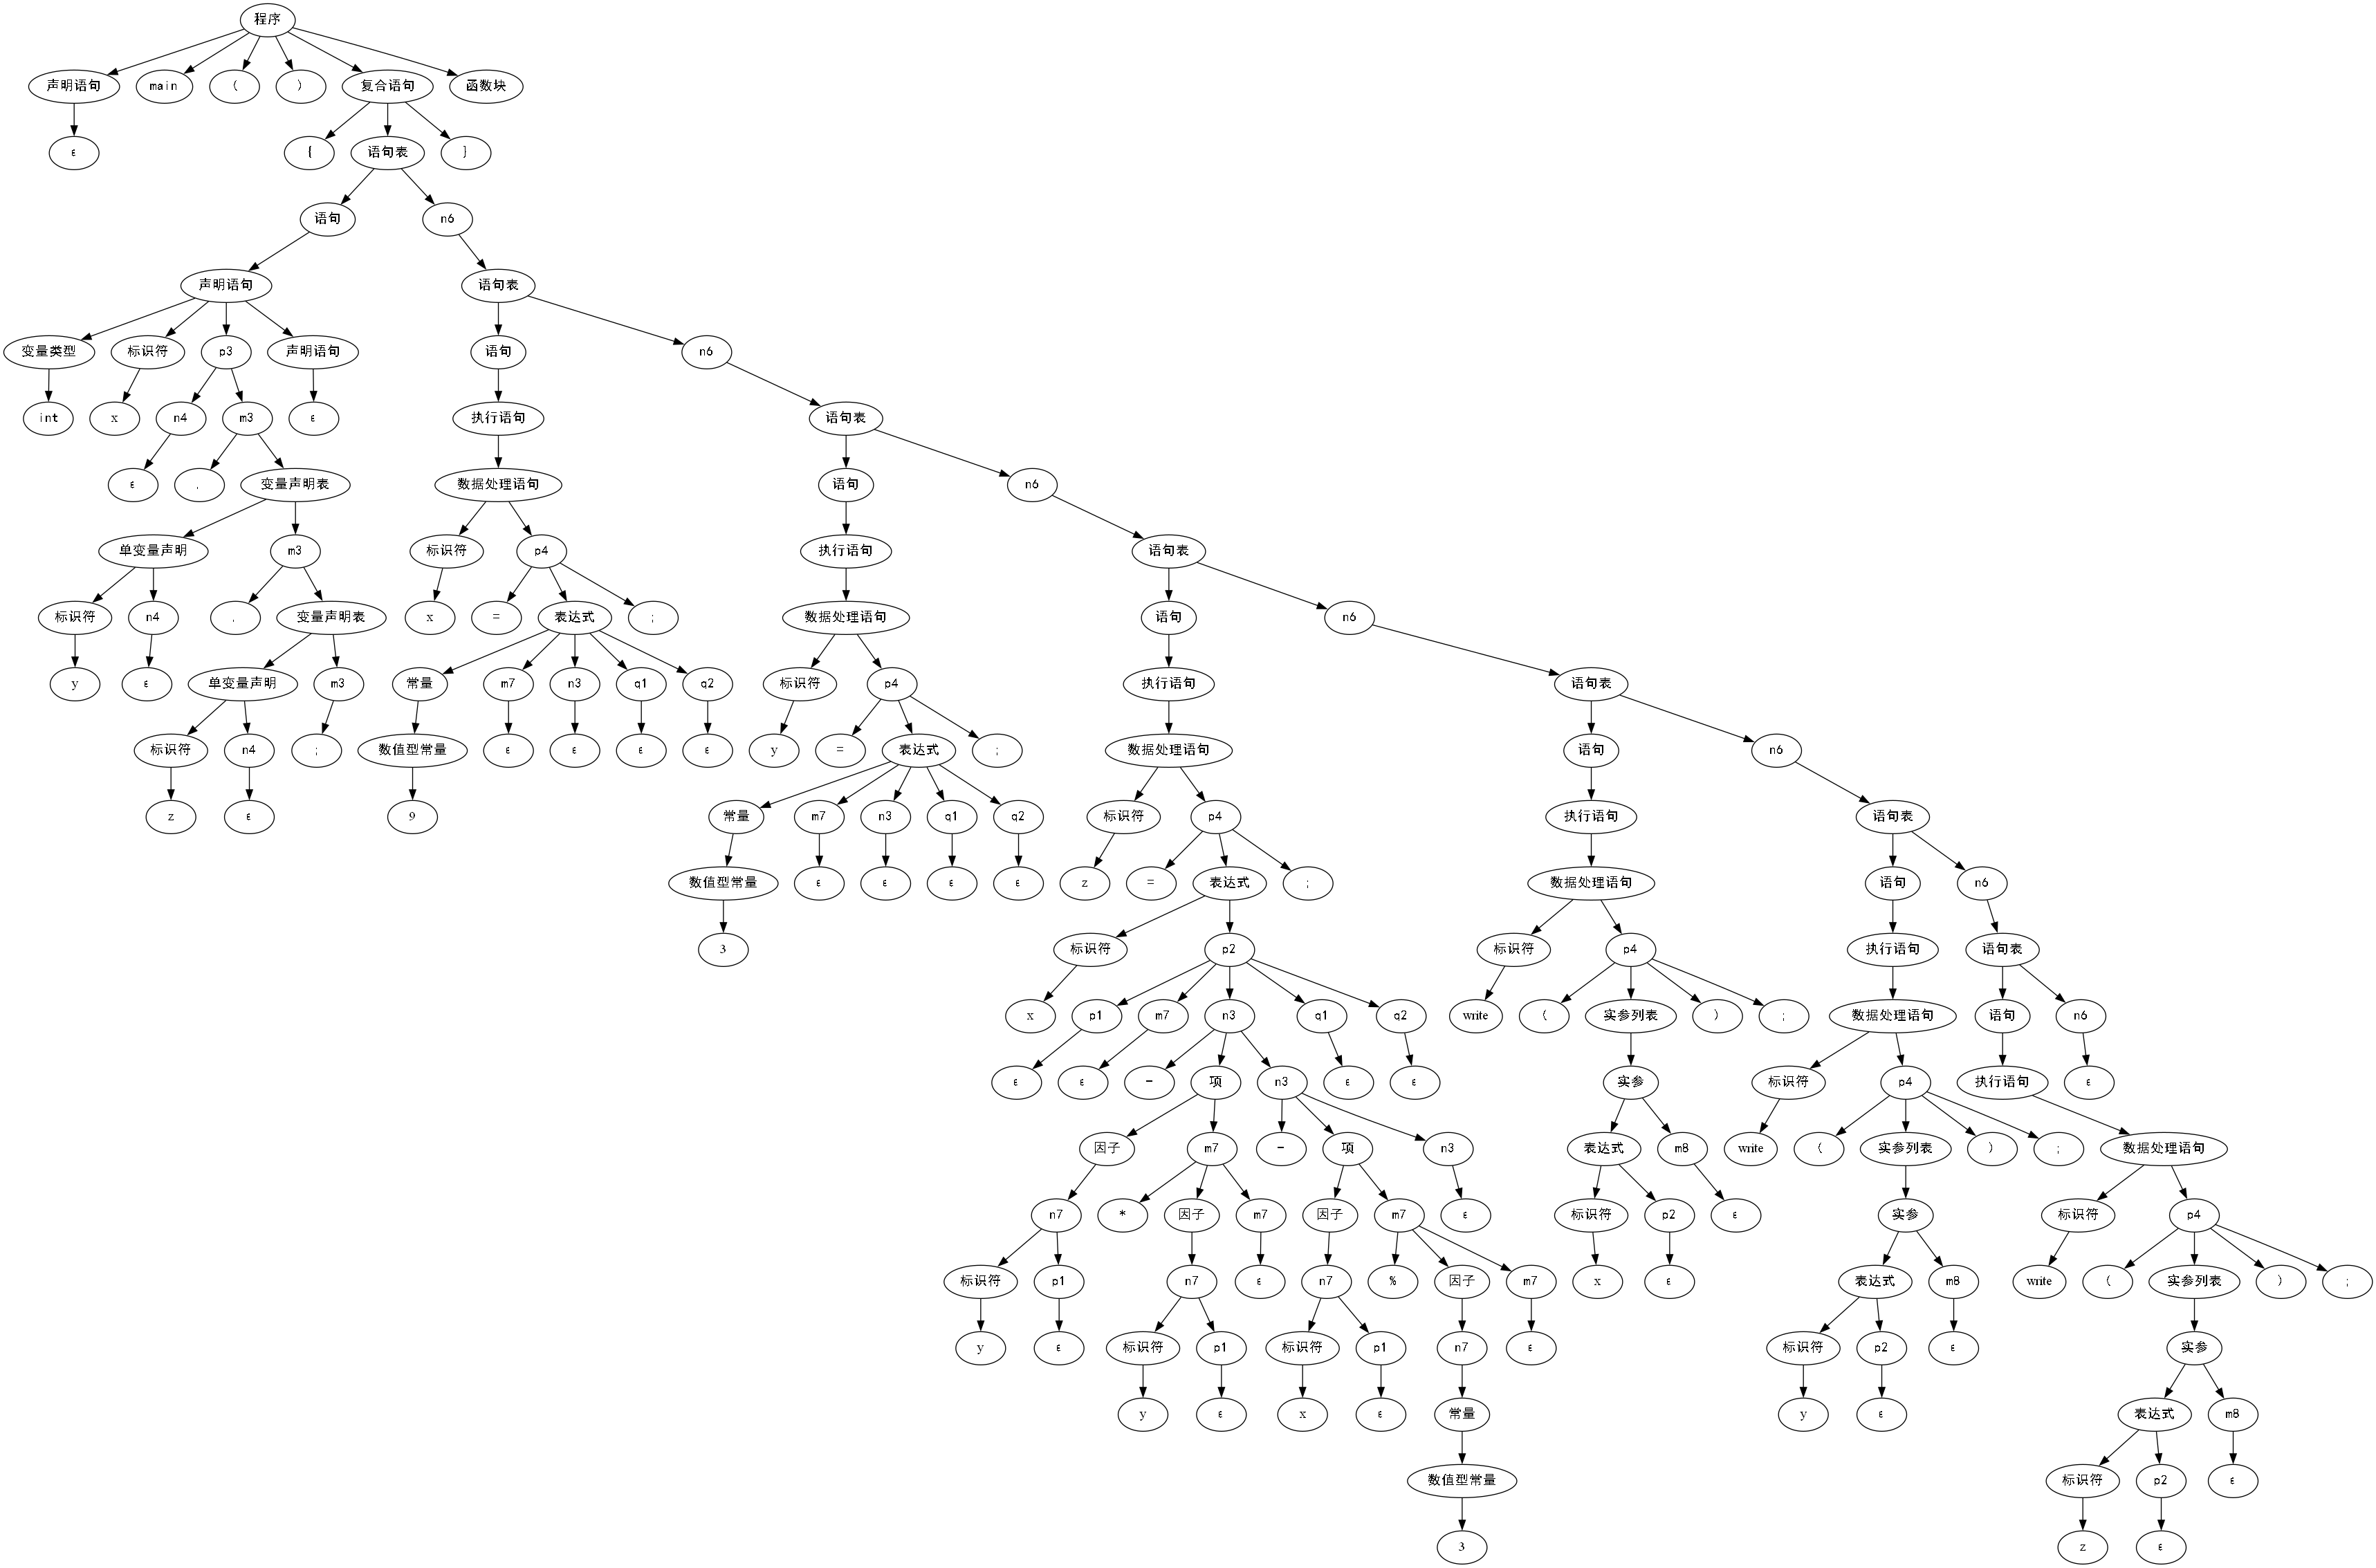 程序
声明语句 main ( ) 复合语句 函数块
ε { 语句表 }
语句 n6
声明语句 语句表
变量类型 标识符 p3 声明语句 语句 n6
int x n4 m3 ε 执行语句 语句表
ε , 变量声明表 数据处理语句 语句 n6
单变量声明 m3 标识符 p4 执行语句 语句表
标识符 n4 , 变量声明表 x = 表达式 ; 数据处理语句 语句 n6
y ε 单变量声明 m3 常量 m7 n3 q1 q2 标识符 p4 执行语句 语句表
标识符 n4 ; 数值型常量 ε ε ε ε y = 表达式 ; 数据处理语句 语句 n6
z ε 9 常量 m7 n3 q1 q2 标识符 p4 执行语句 语句表
数值型常量 ε ε ε ε z = 表达式 ; 数据处理语句 语句 n6
3 标识符 p2 标识符 p4 执行语句 语句表
x p1 m7 n3 q1 q2 write ( 实参列表 ) ; 数据处理语句 语句 n6
ε ε - 项 n3 ε ε 实参 标识符 p4 执行语句 ε
因子 m7 - 项 n3 表达式 m8 write ( 实参列表 ) ; 数据处理语句
n7 * 因子 m7 因子 m7 ε 标识符 p2 ε 实参 标识符 p4
标识符 p1 n7 ε n7 % 因子 m7 x ε 表达式 m8 write ( 实参列表 ) ;
y ε 标识符 p1 标识符 p1 n7 ε 标识符 p2 ε 实参
y ε x ε 常量 y ε 表达式 m8
数值型常量 标识符 p2 ε
3 z ε